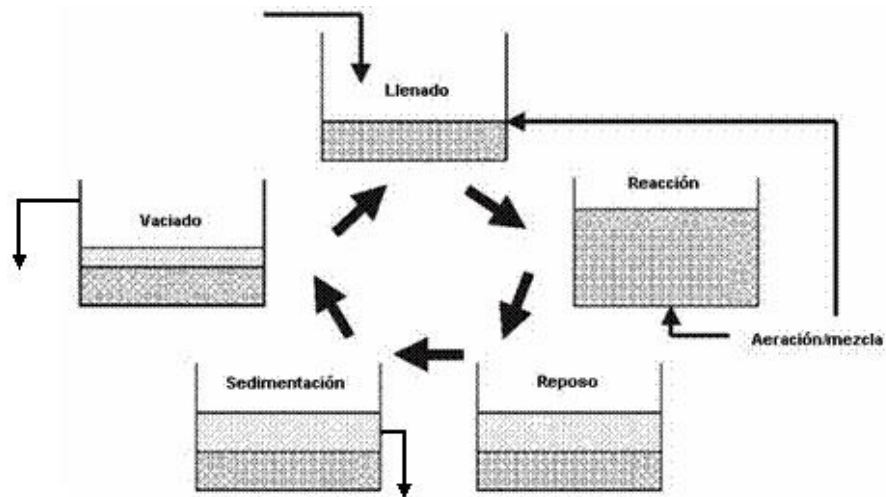 Llenado
Reacción
Vaciado
Aeración/mezcla
Sedimentación
Reposo